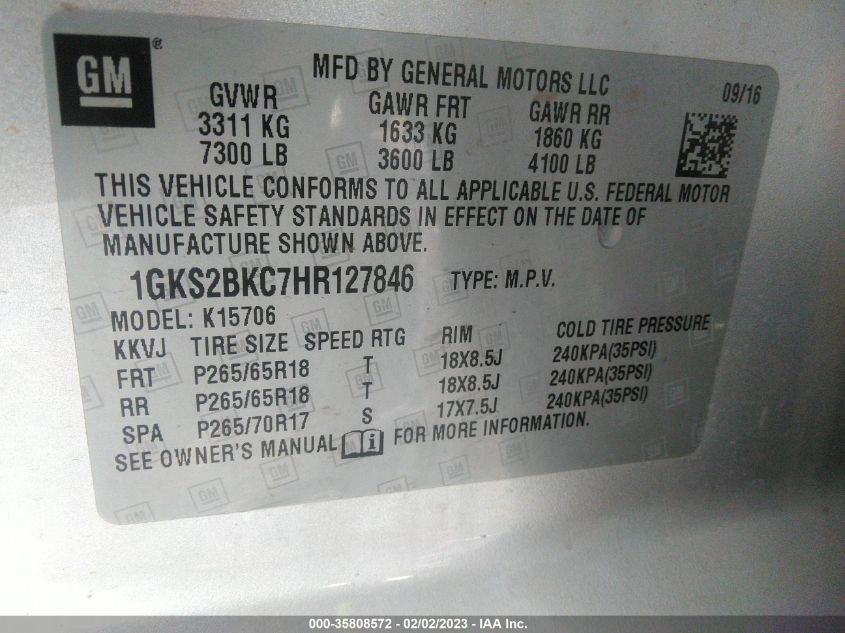 GM ®
MFD BY GENERAL MOTORS LLC
09/16
GVWR GAWR FRT GAWR RR
3311 KG 1633 KG 1860 KG
7300 LB 3600 LB 4100 LB
THIS VEHICLE CONFORMS TO ALL APPLICABLE U.S. FEDERAL MOTOR
VEHICLE SAFETY STANDARDS IN EFFECT ON THE DATE OF
MANUFACTURE SHOWN ABOVE.
1GKS2BKC7HR127846 TYPE: M.P.V.
MODEL: K15706
KKVJ TIRE SIZE SPEED RTG RIM COLD TIRE PRESSURE
FRT P265/65R18 T 18X8.5J 240KPA(35PSI)
RR P265/65R18 T 18X8.5J 240KPA(35PSI)
SPA P265/70R17 S 17X7.5J 240KPA(35PSI)
SEE OWNER'S MANUAL i FOR MORE INFORMATION.
000-35808572 - 02/02/2023 - IAA Inc.